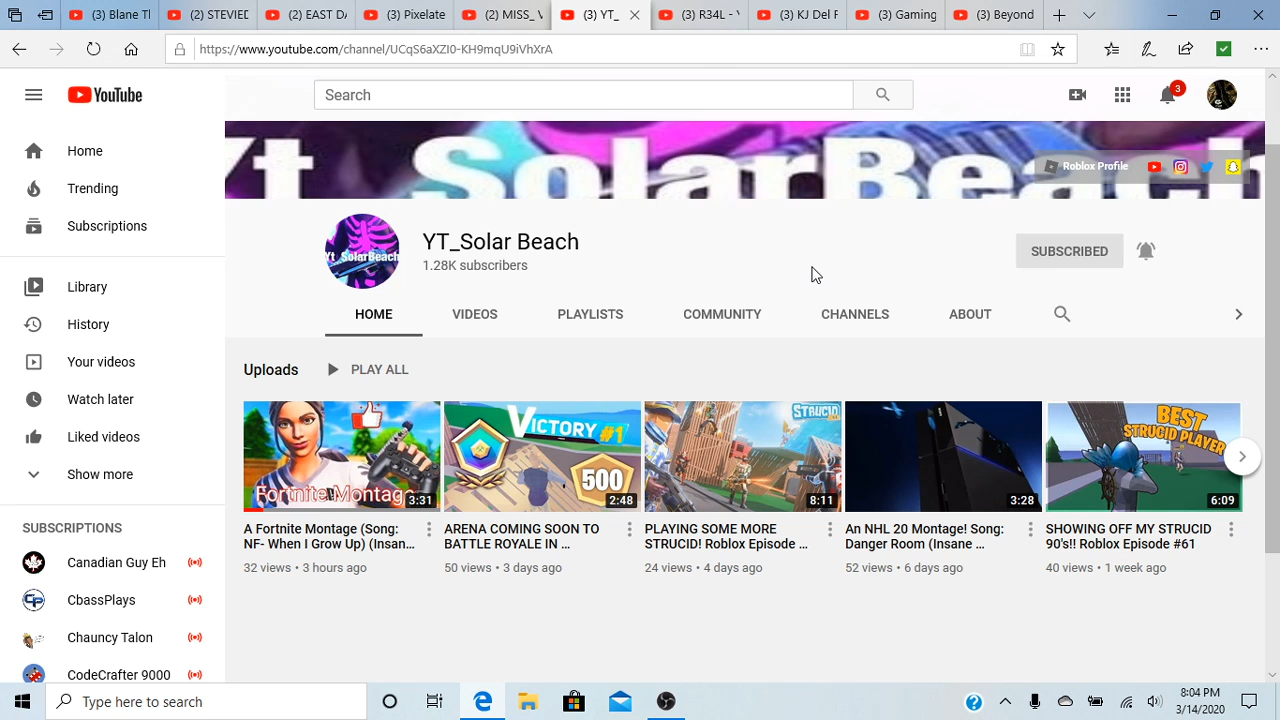 (3) Blank Tl
(2) STEVIED
(2) EAST DA
(3) Pixelate
(2) MISS_ V
(3) YT_
(3) R34L - Y
(3) KJ Del F
(3) Gaming
(3) Beyond
https://www.youtube.com/channel/UCqS6aXZI0-KH9mqU9iVhXrA
YouTube
Search
3
Home
Trending
Subscriptions
Library
History
Your videos
Watch later
Liked videos
Show more
SUBSCRIPTIONS
Canadian Guy Eh
CbassPlays
Chauncy Talon
CodeCrafter 9000
Yt_SolarBeach
Roblox Profile
Yt_SolarBeach
YT_Solar Beach
1.28K subscribers
SUBSCRIBED
HOME
VIDEOS
PLAYLISTS
COMMUNITY
CHANNELS
ABOUT
Uploads
PLAY ALL
Fortnite Montag
3:31
A Fortnite Montage (Song:
NF- When I Grow Up) (Insan...
32 views • 3 hours ago
VICTORY #1
500
2:48
ARENA COMING SOON TO
BATTLE ROYALE IN ...
50 views • 3 days ago
STRUCID
8:11
PLAYING SOME MORE
STRUCID! Roblox Episode ...
24 views • 4 days ago
3:28
An NHL 20 Montage! Song:
Danger Room (Insane ...
52 views • 6 days ago
BEST
STRUCID PLAYER
6:09
SHOWING OFF MY STRUCID
90's!! Roblox Episode #61
40 views • 1 week ago
Type here to search
8:04 PM
3/14/2020